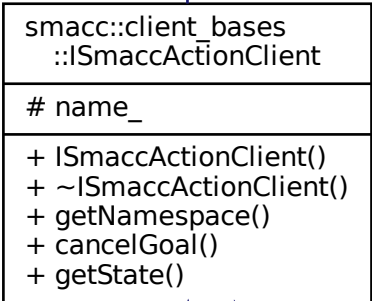 smacc::client_bases
::ISmaccActionClient
# name_
+ ISmaccActionClient()
+ ~ISmaccActionClient()
+ getNamespace()
+ cancelGoal()
+ getState()